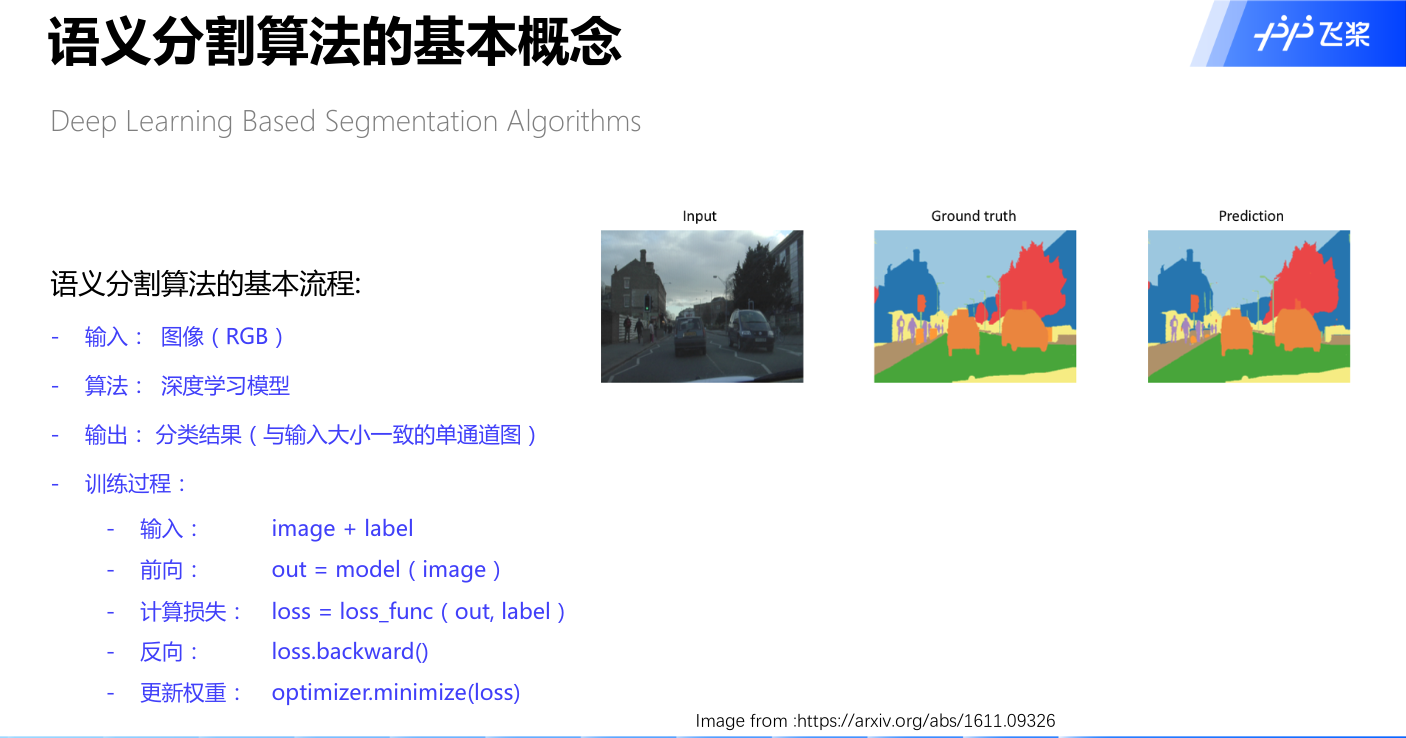 语义分割算法的基本概念
飞桨
Deep Learning Based Segmentation Algorithms
Input
Ground truth
Prediction
语义分割算法的基本流程:
- 输入： 图像（RGB）
- 算法： 深度学习模型
- 输出： 分类结果（与输入大小一致的单通道图）
- 训练过程：
- 输入： image + label
- 前向： out = model（image）
- 计算损失： loss = loss_func（out, label）
- 反向： loss.backward()
- 更新权重： optimizer.minimize(loss)
Image from :https://arxiv.org/abs/1611.09326